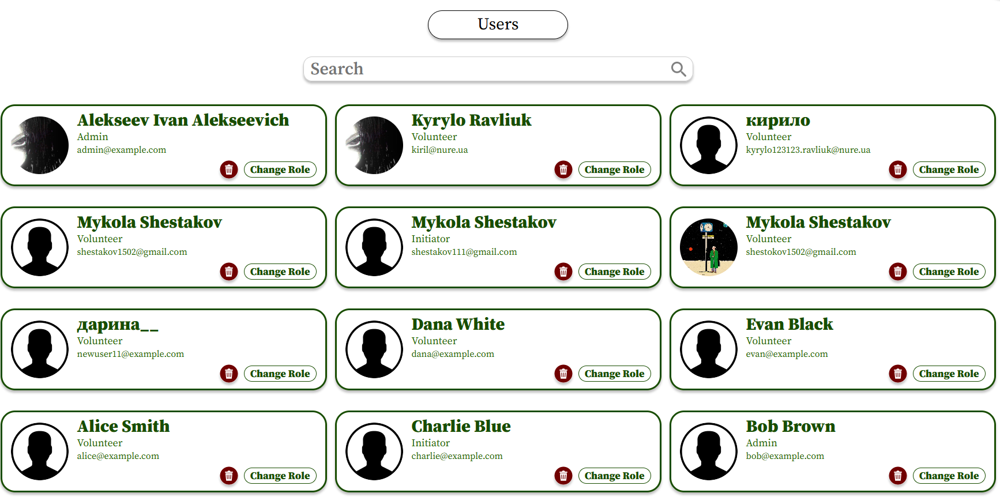 Users
Search
Alekseev Ivan Alekseevich
Admin
admin@example.com
Change Role
Kyrylo Ravliuk
Volunteer
kiril@nure.ua
Change Role
кирило
Volunteer
kyrylo123123.ravliuk@nure.ua
Change Role
Mykola Shestakov
Volunteer
shestakov1502@gmail.com
Change Role
Mykola Shestakov
Initiator
shestakov111@gmail.com
Change Role
Mykola Shestakov
Volunteer
shestokov1502@gmail.com
Change Role
дарина__
Volunteer
newuser11@example.com
Change Role
Dana White
Volunteer
dana@example.com
Change Role
Evan Black
Volunteer
evan@example.com
Change Role
Alice Smith
Volunteer
alice@example.com
Change Role
Charlie Blue
Initiator
charlie@example.com
Change Role
Bob Brown
Admin
bob@example.com
Change Role